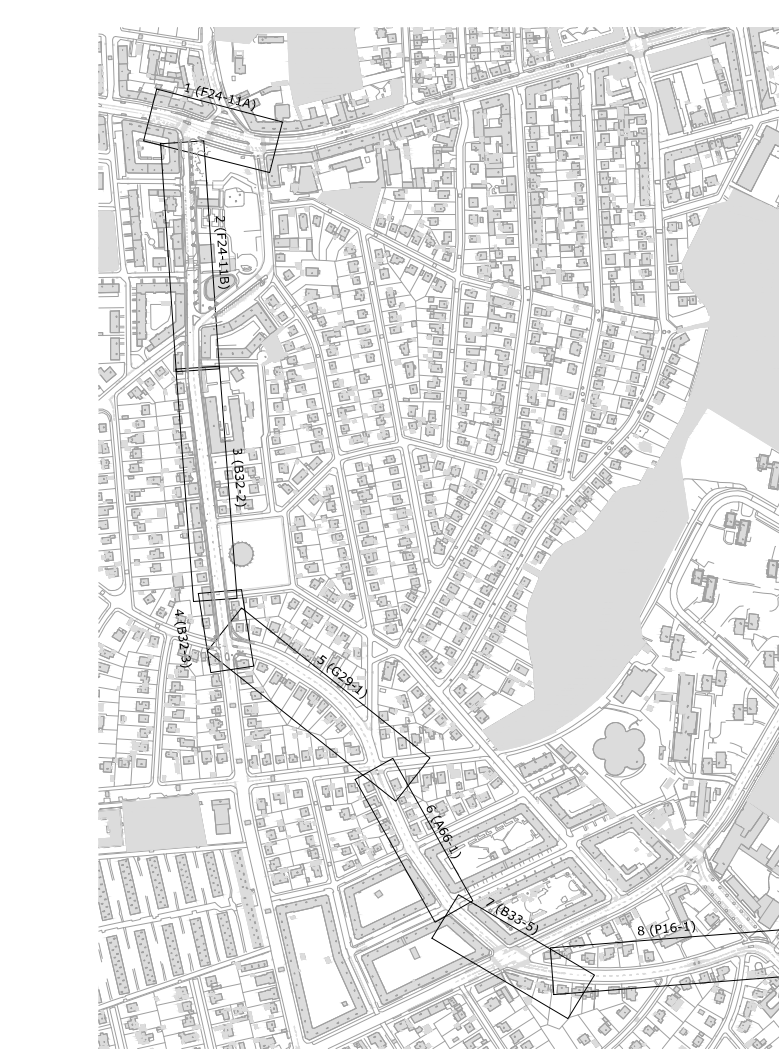 1 (F24-11A)
2 (F24-11B)
3 (B32-2)
4 (B32-3)
5 (G29-1)
6 (A66-1)
7 (B33-5)
8 (P16-1)